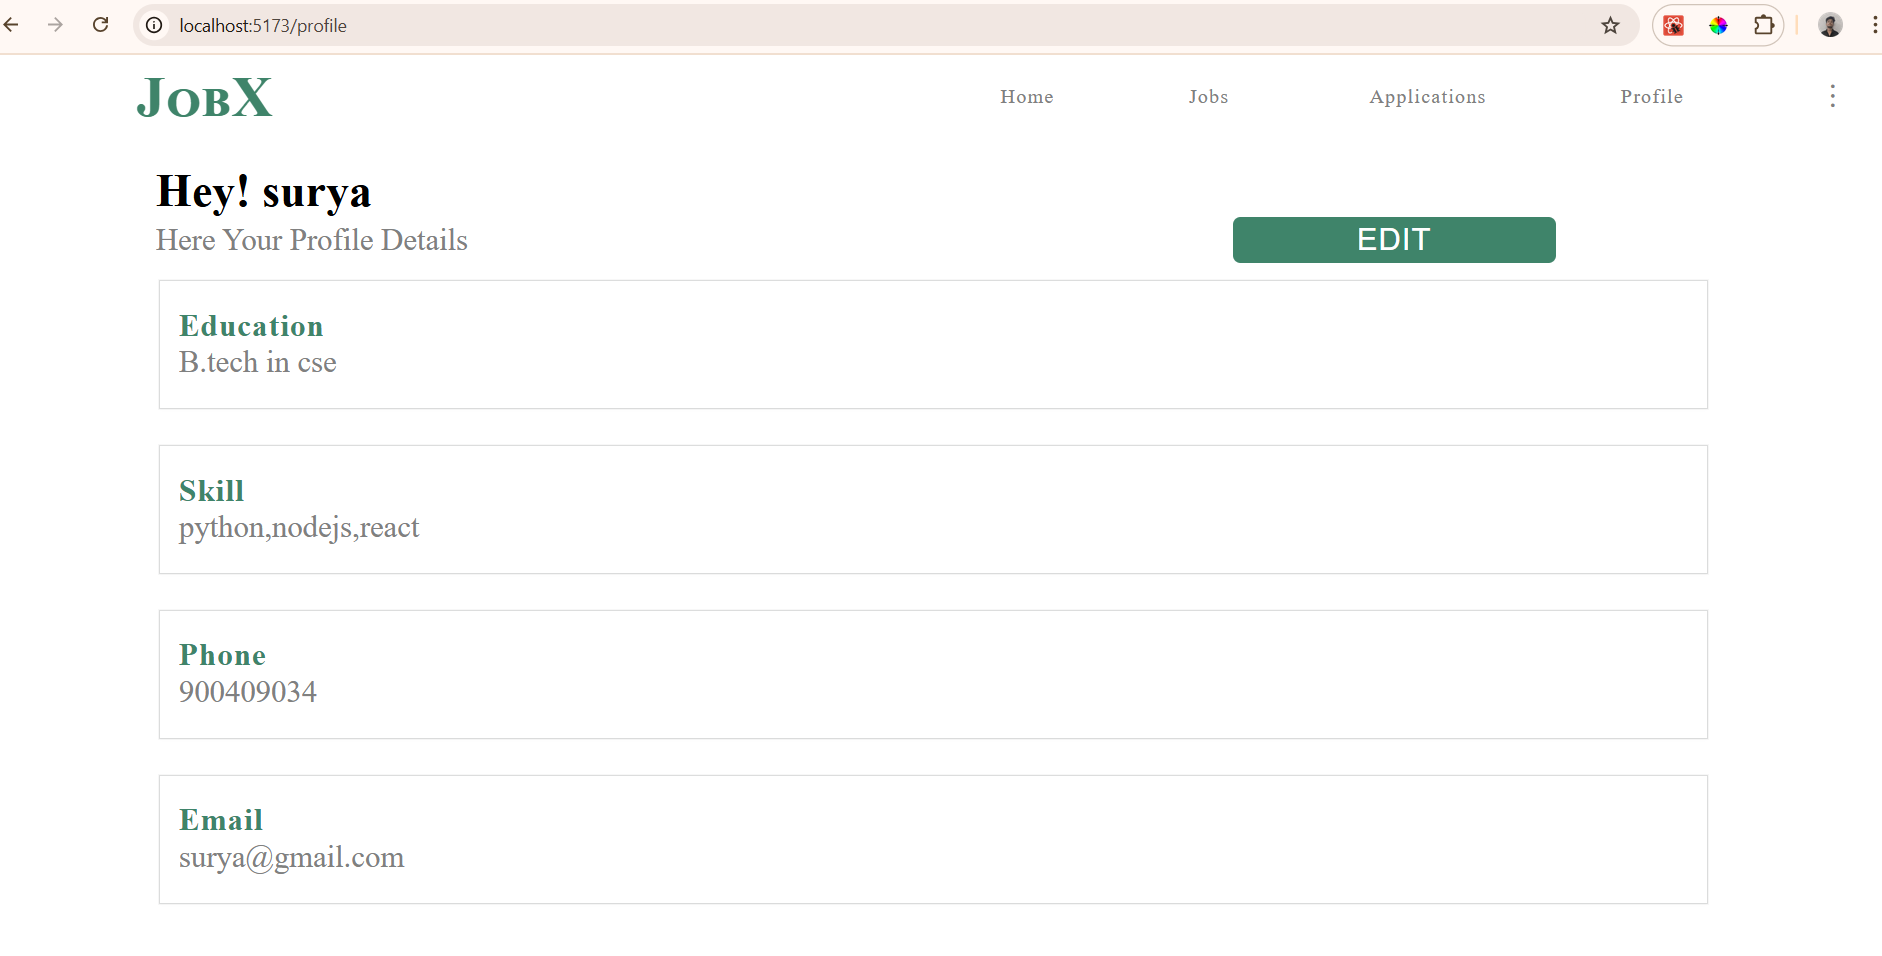 localhost:5173/profile
JobX
Home Jobs Applications Profile
Hey! surya
Here Your Profile Details
EDIT
Education
B.tech in cse
Skill
python,nodejs,react
Phone
900409034
Email
surya@gmail.com